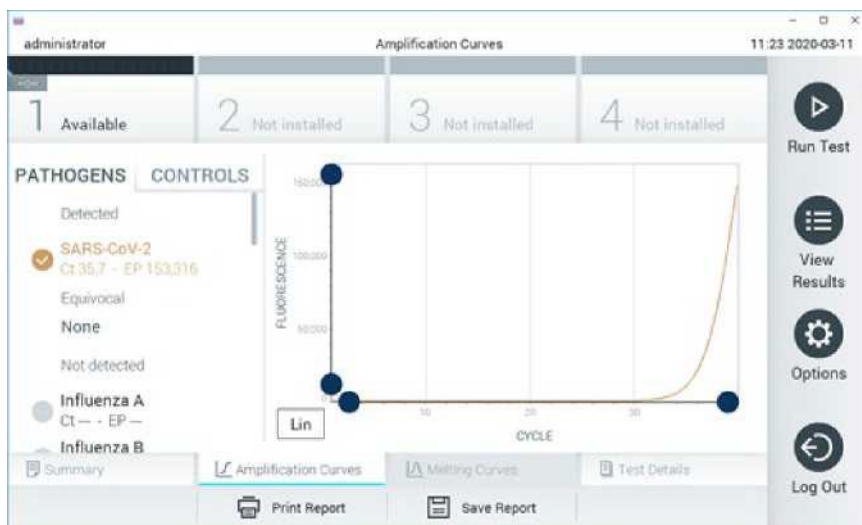 administrator
Amplification Curves
11:23 2020-03-11
1 Available
2 Not installed
3 Not installed
4 Not installed
Run Test
View
Results
Options
Log Out
PATHOGENS
CONTROLS
Detected
SARS-CoV-2
Ct 35,7 - EP 153,316
Equivocal
None
Not detected
Influenza A
Ct — - EP —
Influenza B
FLUORESCENCE
150,000
100,000
50,000
0
10
20
30
CYCLE
Lin
Summary
Amplification Curves
Melting Curves
Test Details
Print Report
Save Report